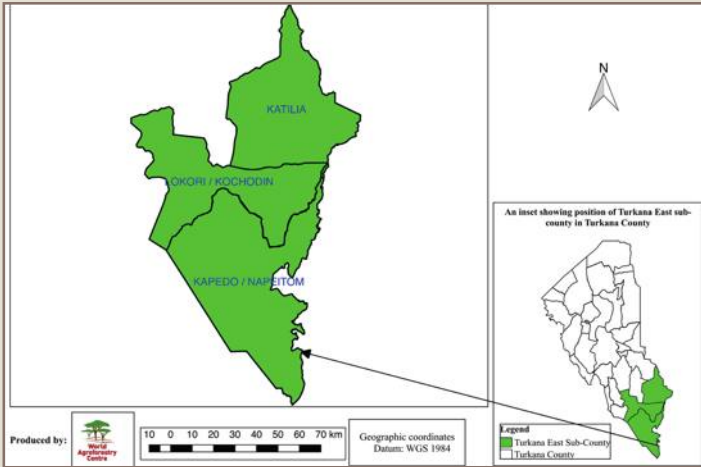 KATILIA
LOKORI / KOCHODIN
KAPEDO / NAPEITOM
N
An inset showing position of Turkana East sub-
county in Turkana County
Legend
Turkana East Sub-County
Turkana County
Produced by:
World
Agroforestry
Centre
10 0 10 20 30 40 50 60 70 km
Geographic coordinates
Datum: WGS 1984